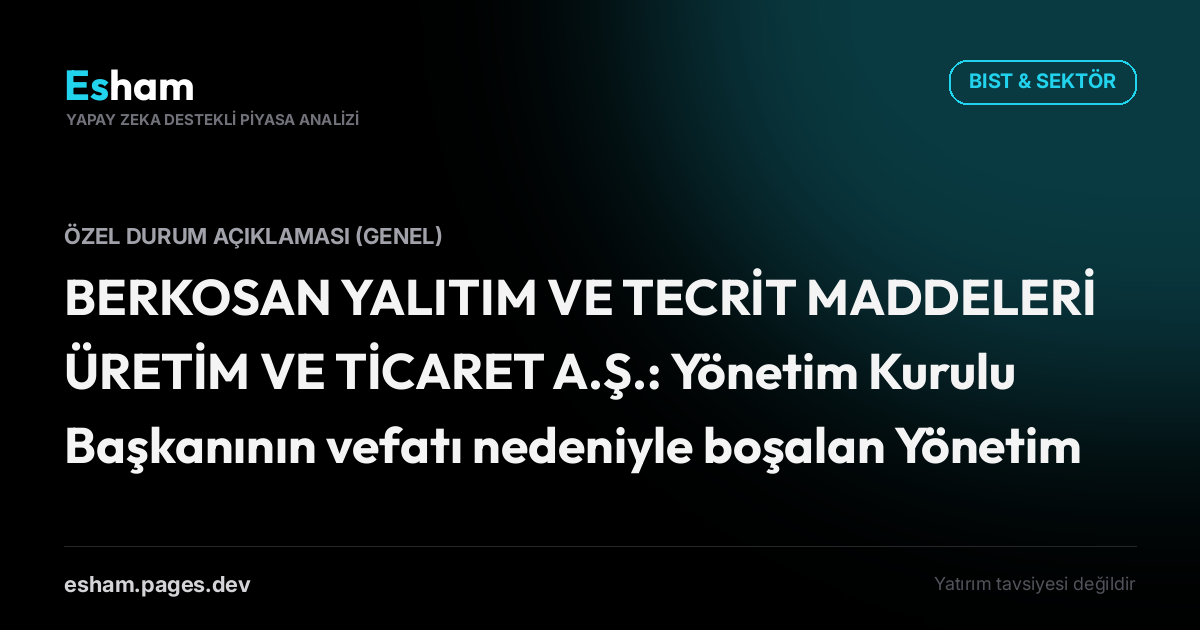 Esham
YAPAY ZEKA DESTEKLİ PİYASA ANALİZİ
BIST & SEKTÖR
ÖZEL DURUM AÇIKLAMASI (GENEL)
BERKOSAN YALITIM VE TECRİT MADDELERİ
ÜRETİM VE TİCARET A.Ş.: Yönetim Kurulu
Başkanının vefatı nedeniyle boşalan Yönetim
esham.pages.dev
Yatırım tavsiyesi değildir